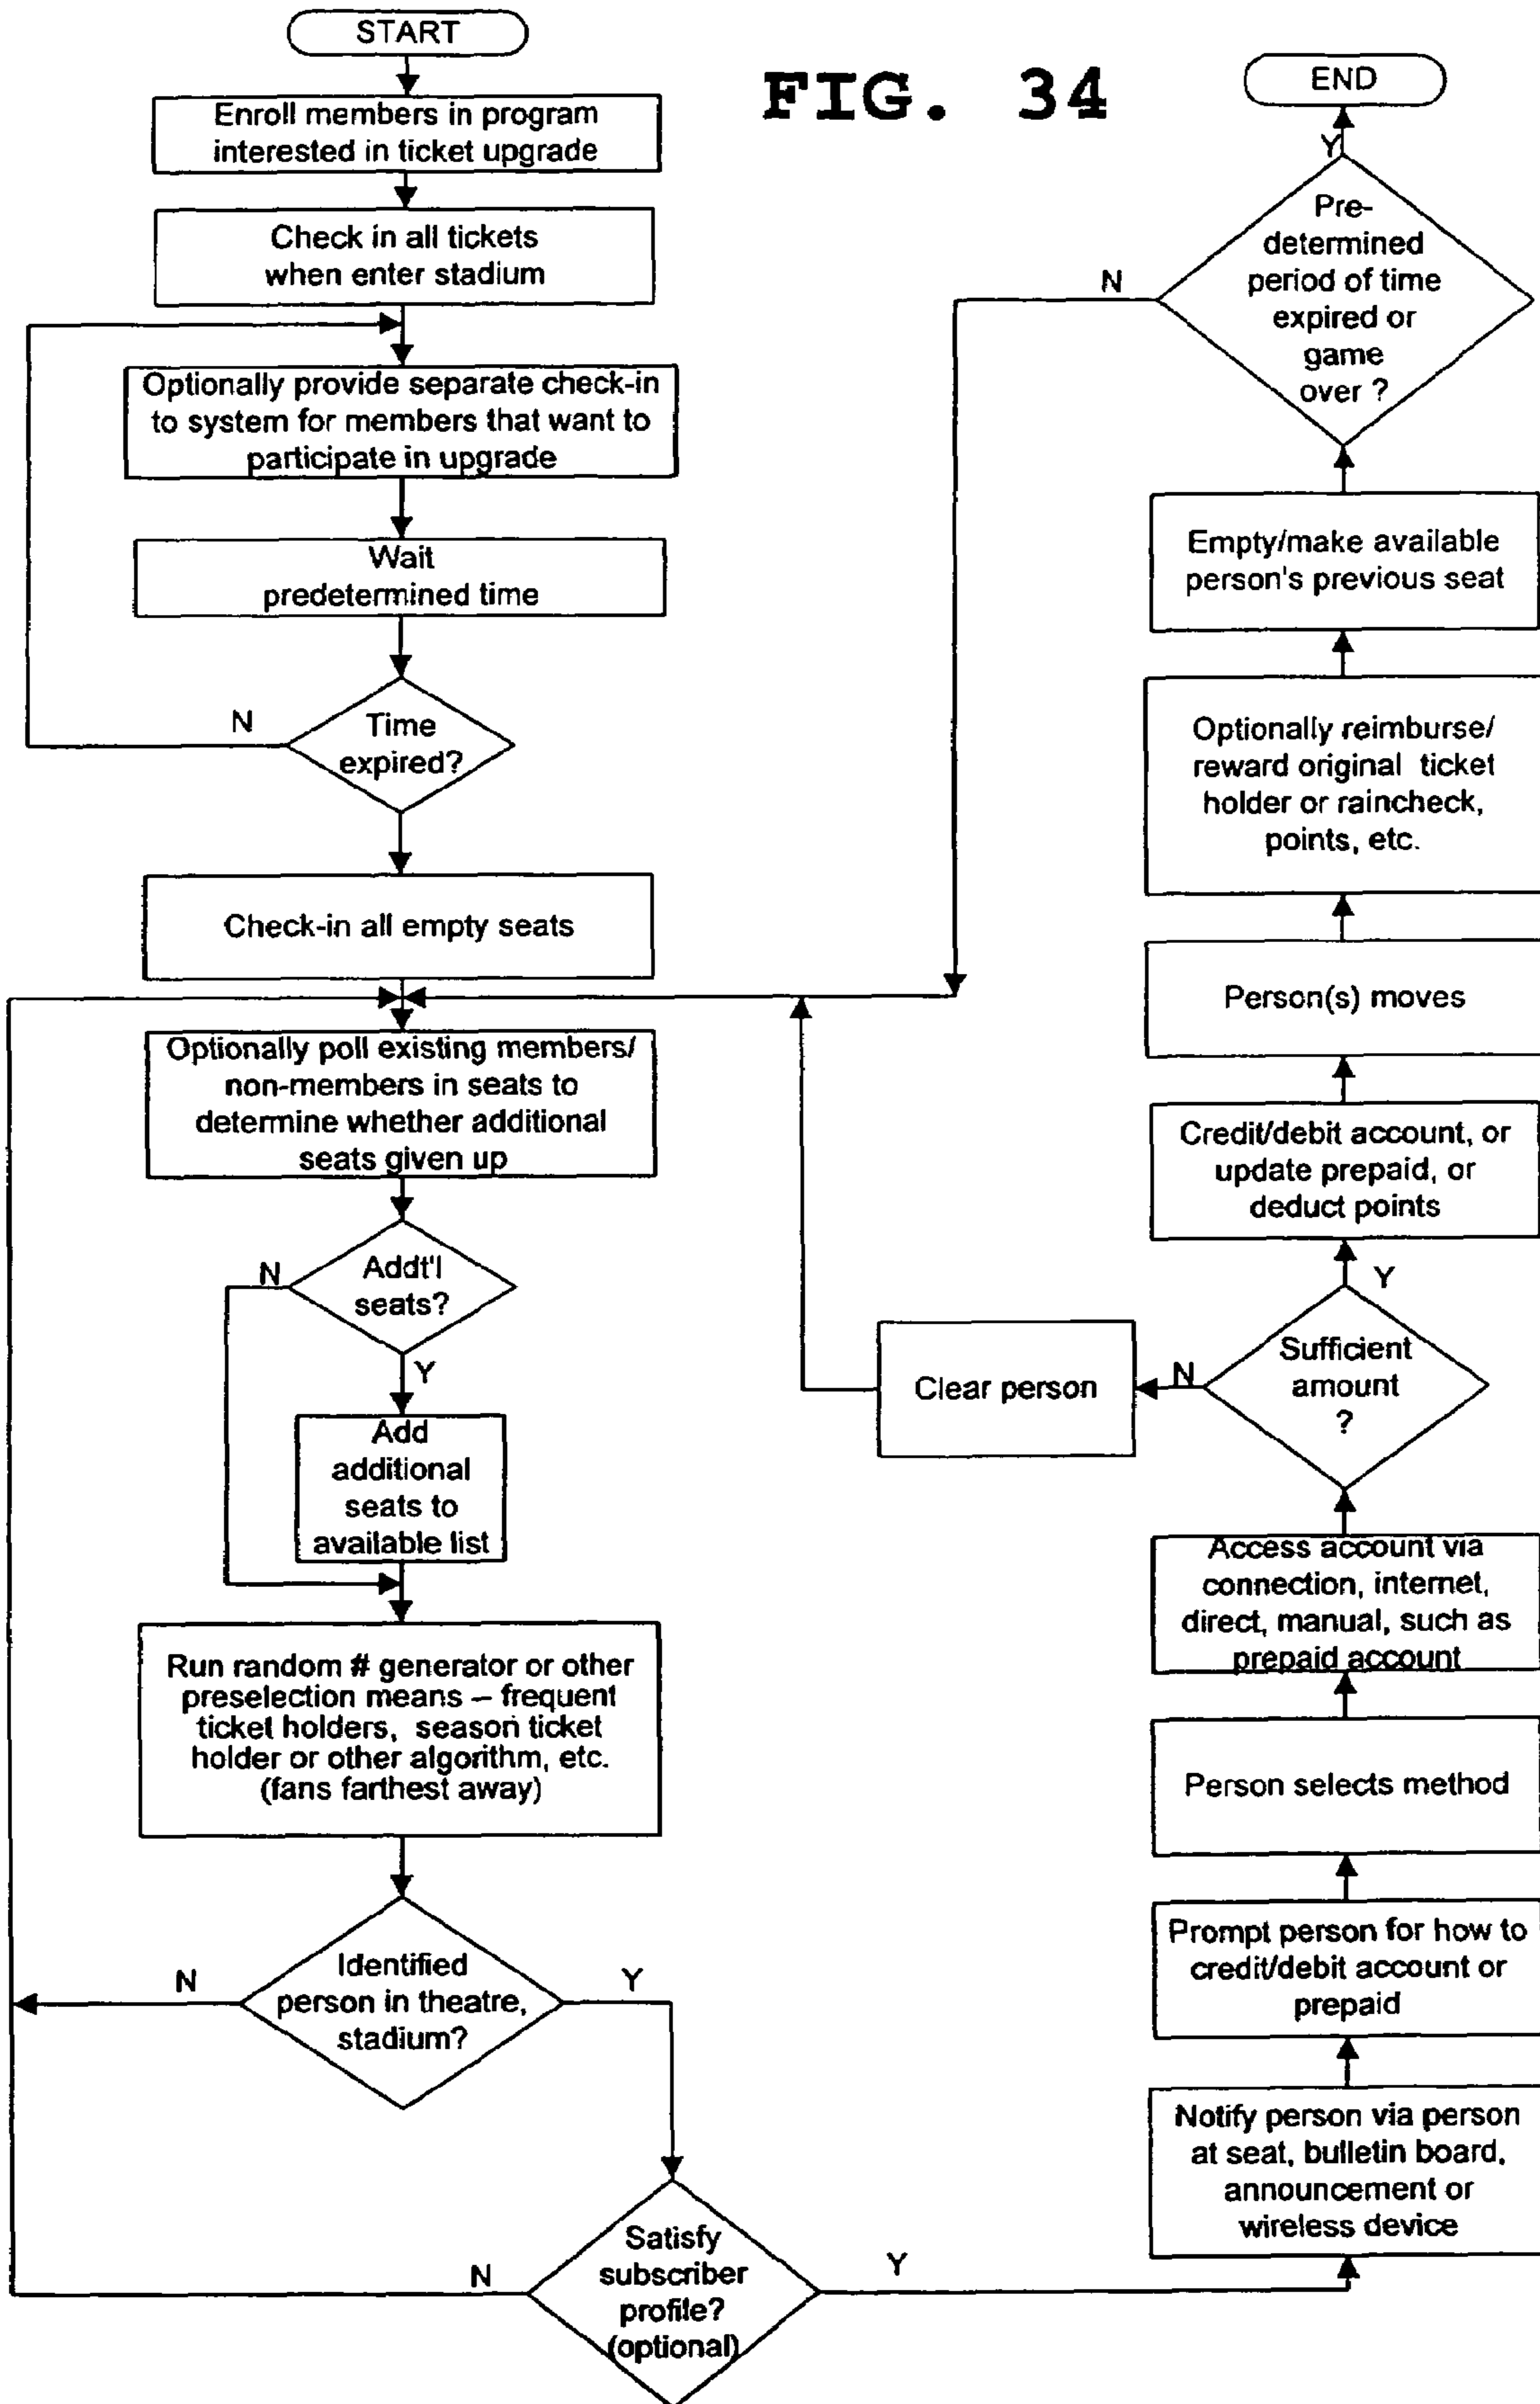 START
FIG. 34
Enroll members in program
interested in ticket upgrade
Check in all tickets
when enter stadium
Optionally provide separate check-in
to system for members that want to
participate in upgrade
Wait
predetermined time
N
Time
expired?
Check-in all empty seats
Optionally poll existing members/
non-members in seats to
determine whether additional
seats given up
N
Addt'l
seats?
Y
Add
additional
seats to
available list
Run random # generator or other
preselection means – frequent
ticket holders, season ticket
holder or other algorithm, etc.
(fans farthest away)
N
Identified
person in theatre,
stadium?
Y
N
Satisfy
subscriber
profile?
(optional)
Y
Notify person via person
at seat, bulletin board,
announcement or
wireless device
Prompt person for how to
credit/debit account or
prepaid
Person selects method
Access account via
connection, internet,
direct, manual, such as
prepaid account
Sufficient
amount
?
N
Clear person
Y
Credit/debit account, or
update prepaid, or
deduct points
Person(s) moves
Optionally reimburse/
reward original ticket
holder or raincheck,
points, etc.
Empty/make available
person's previous seat
Pre-
determined
period of time
expired or
game
over ?
N
Y
END